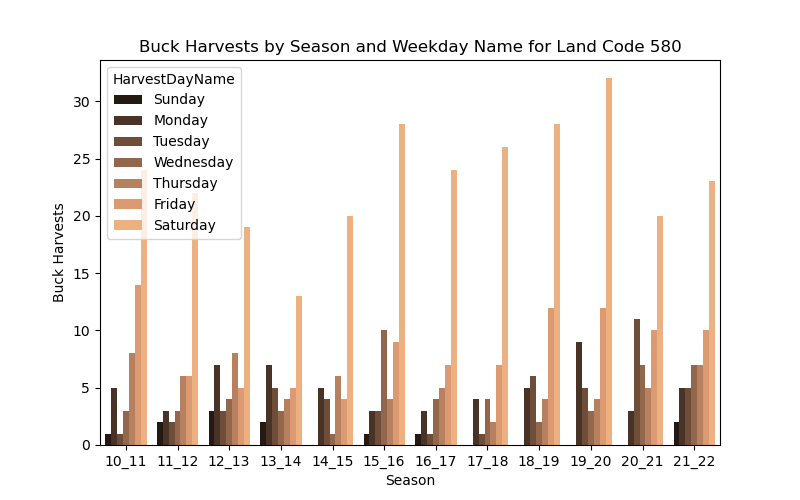 Buck Harvests by Season and Weekday Name for Land Code 580
HarvestDayName
Sunday
Monday
Tuesday
Wednesday
Thursday
Friday
Saturday
Buck Harvests
30
25
20
15
10
5
0
10_11 11_12 12_13 13_14 14_15 15_16 16_17 17_18 18_19 19_20 20_21 21_22
Season